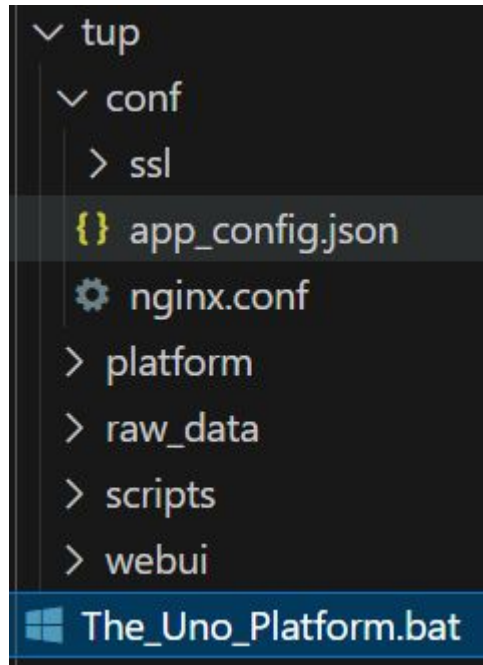 tup
conf
ssl
{} app_config.json
nginx.conf
platform
raw_data
scripts
webui
The_Uno_Platform.bat